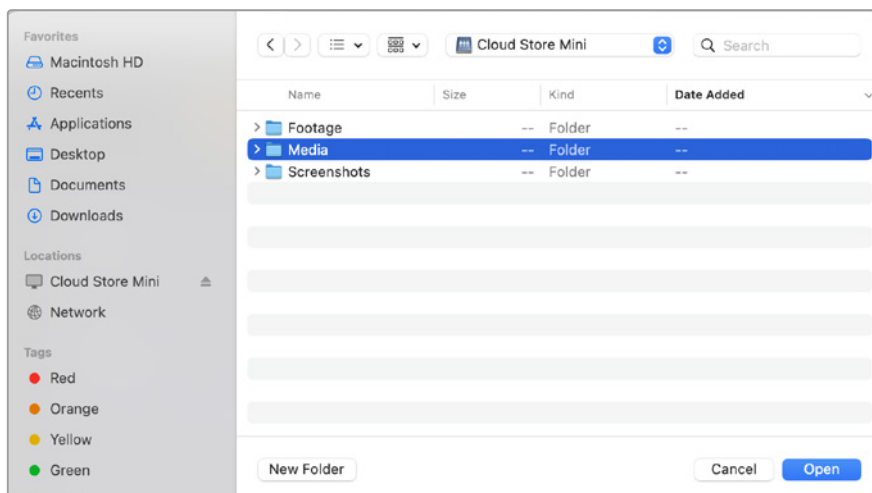 Favorites
Macintosh HD
Recents
Applications
Desktop
Documents
Downloads
Locations
Cloud Store Mini
Network
Tags
Red
Orange
Yellow
Green
Cloud Store Mini
Search
Name Size Kind Date Added
Footage -- Folder --
Media -- Folder --
Screenshots -- Folder --
New Folder Cancel Open